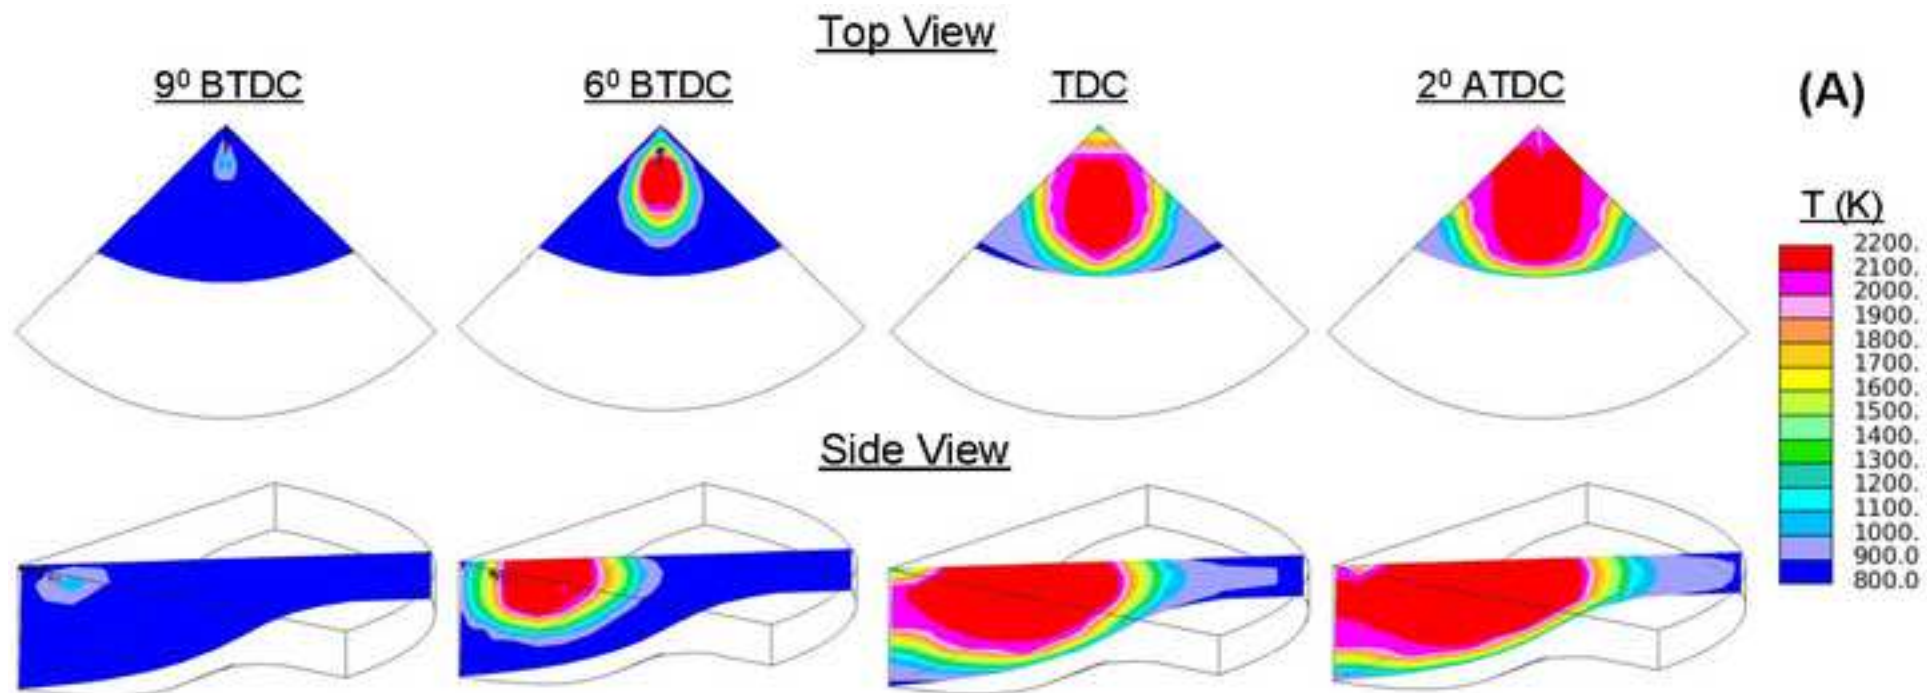 Top View
9⁰ BTDC
6⁰ BTDC
TDC
2⁰ ATDC
(A)
T (K)
2200.
2100.
2000.
1900.
1800.
1700.
1600.
1500.
1400.
1300.
1200.
1100.
1000.
900.0
800.0
Side View